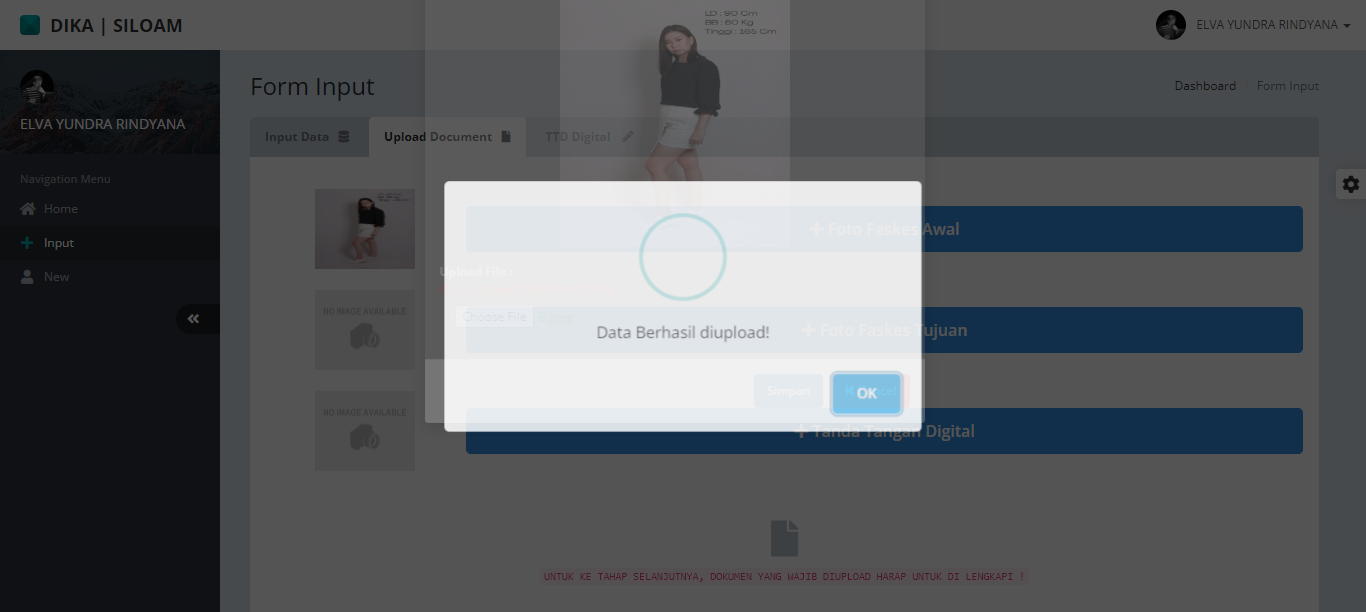 DIKA | SILOAM
LD : 90 Cm
BB : 60 Kg
Tinggi : 165 Cm
ELVA YUNDRA RINDYANA
ELVA YUNDRA RINDYANA
Form Input
Dashboard
Form Input
Input Data
Upload Document
TTD Digital
Navigation Menu
Home
Input
New
Foto Faskes Awal
Upload File :
NO IMAGE AVAILABLE
Choose File
Foto Faskes Tujuan
Data Berhasil diupload!
Simpan
OK
NO IMAGE AVAILABLE
Tanda Tangan Digital
UNTUK KE TAHAP SELANJUTNYA, DOKUMEN YANG WAJIB DIUPLOAD HARAP UNTUK DI LENGKAPI !